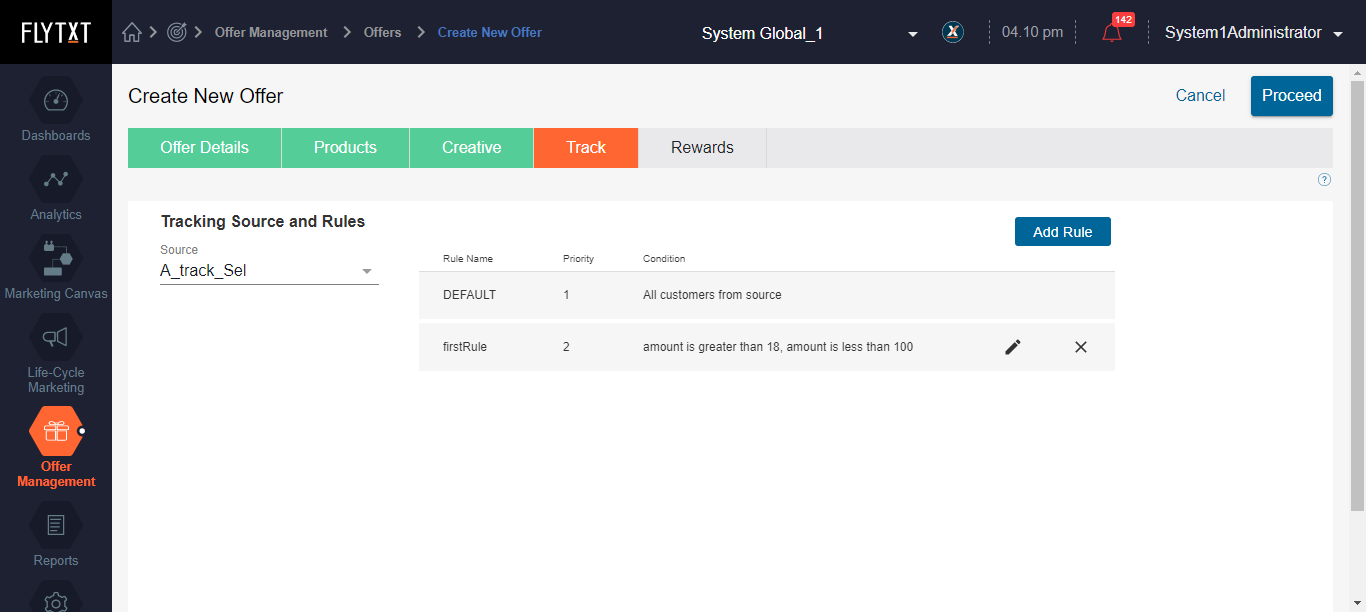 FLYTXT
Offer Management
Offers
Create New Offer
System Global_1
X
04.10 pm
142
System1Administrator
Dashboards
Analytics
Marketing Canvas
Life-Cycle
Marketing
Offer
Management
Reports
Create New Offer
Cancel
Proceed
Offer Details
Products
Creative
Track
Rewards
?
Tracking Source and Rules
Add Rule
Source
A_track_Sel
Rule Name Priority Condition
DEFAULT 1 All customers from source
firstRule 2 amount is greater than 18, amount is less than 100